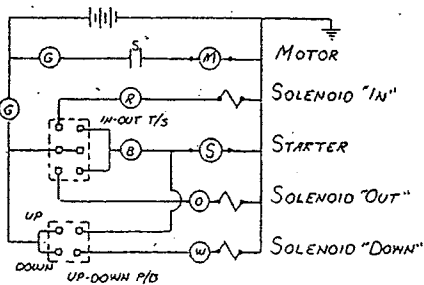 S
G M MOTOR
G
R SOLENOID "IN"
IN-OUT T/S
B S STARTER
O SOLENOID "OUT"
UP
W SOLENOID "DOWN"
DOWN
UP-DOWN P/B